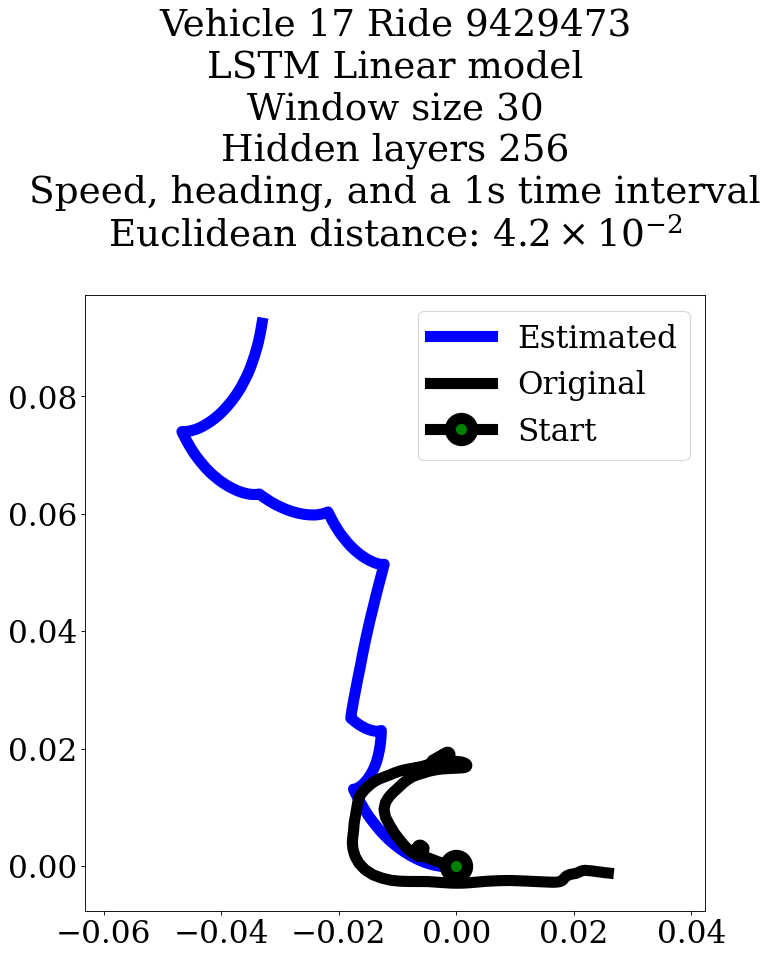 Vehicle 17 Ride 9429473
LSTM Linear model
Window size 30
Hidden layers 256
Speed, heading, and a 1s time interval
Euclidean distance: 4.2 × 10⁻²
Estimated
Original
Start
0.08
0.06
0.04
0.02
0.00
−0.06 −0.04 −0.02 0.00 0.02 0.04